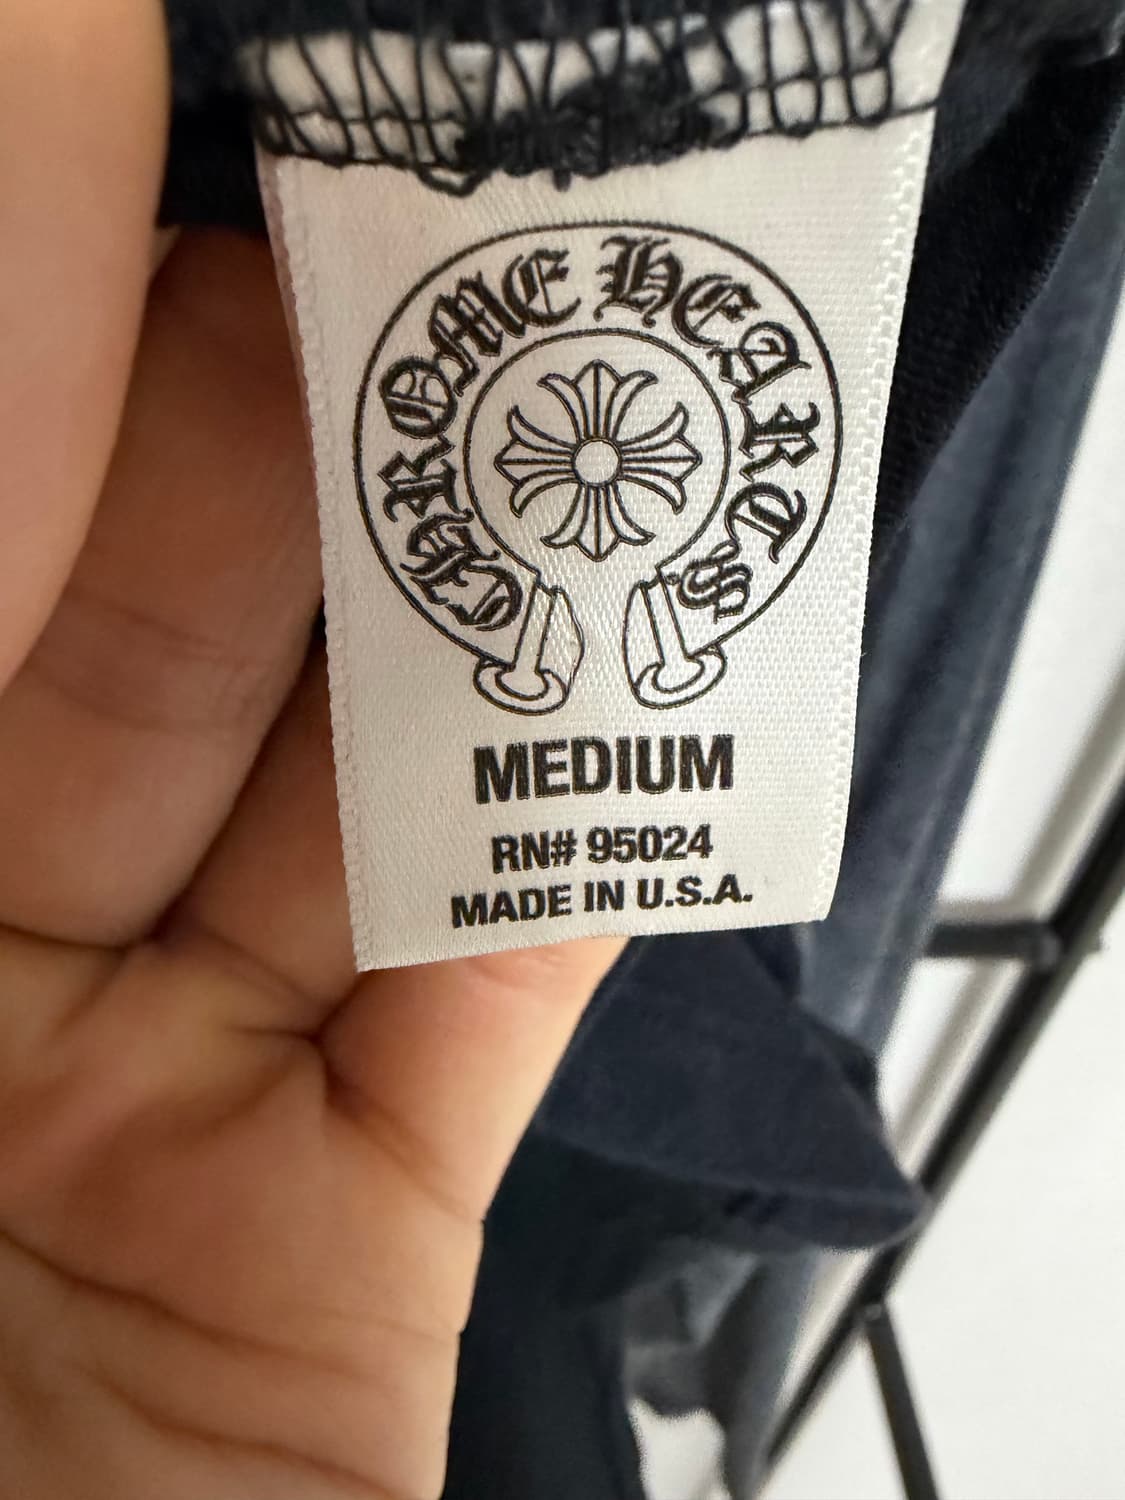 CHROME HEARTS
MEDIUM
RN# 95024
MADE IN U.S.A.